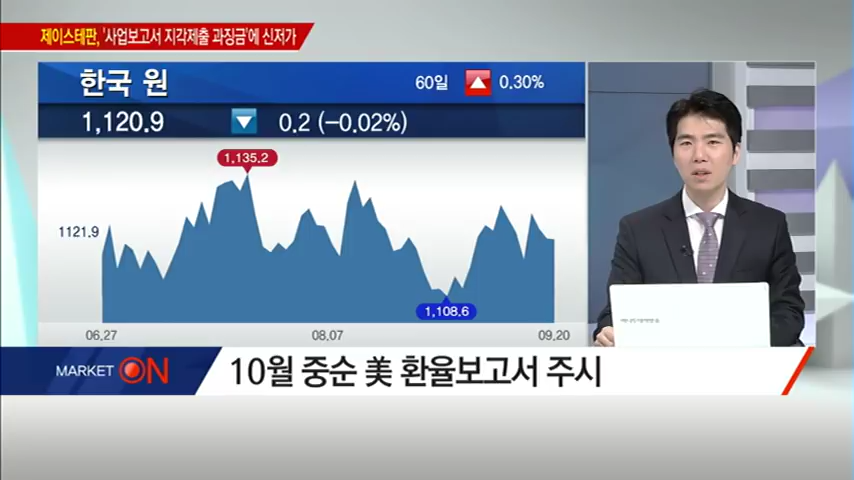 제이스테판, '사업보고서 지각제출 과징금'에 신저가
한국 원
60일 ▲ 0.30%
1,120.9 ▼ 0.2 (-0.02%)
1,135.2
1121.9
1,108.6
06.27 08.07 09.20
MARKET ON
10월 중순 美 환율보고서 주시